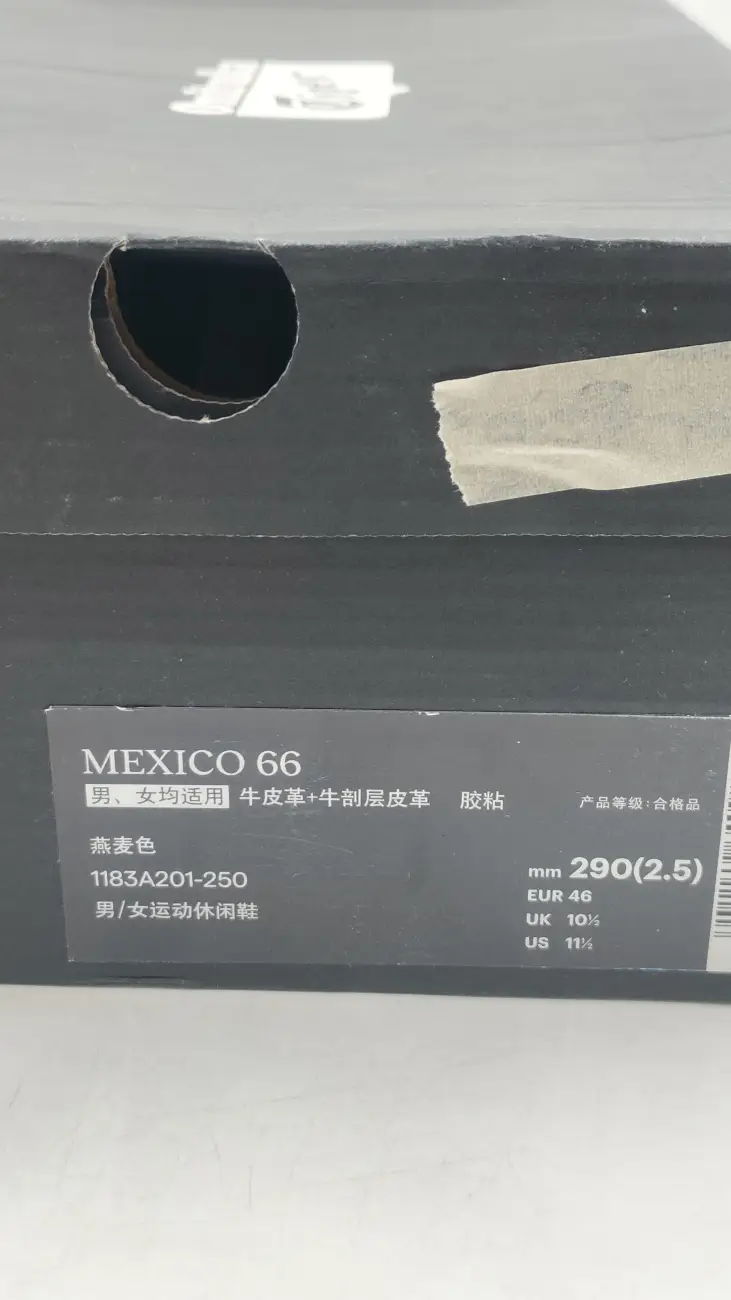 MEXICO 66
男、女均适用 牛皮革+牛剖层皮革 胶粘 产品等级:合格品
燕麦色
1183A201-250
男/女运动休闲鞋
mm 290(2.5)
EUR 46
UK 10½
US 11½